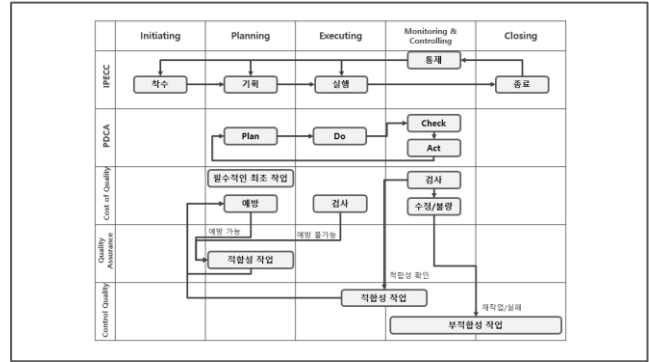 Initiating
Planning
Executing
Monitoring &
Controlling
Closing
IPECC
통제
착수
기획
실행
종료
PDCA
Plan
Do
Check
Act
Cost of Quality
필수적인 최초 작업
예방
검사
검사
수정/불량
Quality
Assurance
예방 가능
예방 불가능
적합성 작업
적합성 확인
Control Quality
적합성 작업
재작업/실패
부적합성 작업